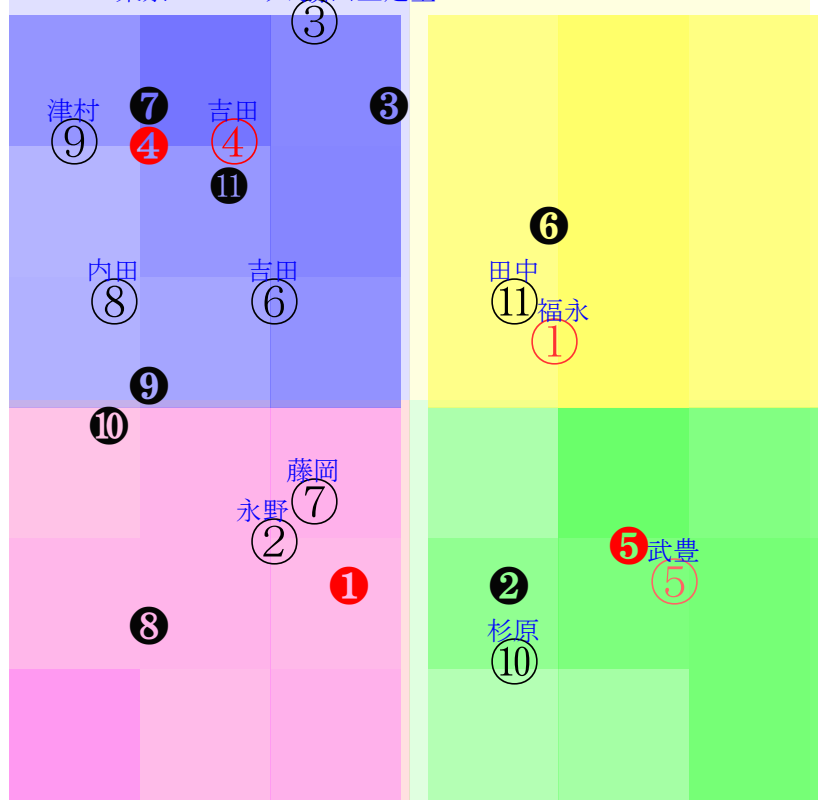 ③
津村 ❼ 吉田 ❸
⑨ ❹ ④
⓫
❻
内田 吉田 田中
⑧ ⑥ ⑪ 福永
①
❾
❿
藤岡
永野 ⑦
② ❺ 武豊
❶ ❷ ⑤
❽ 杉原
⑩